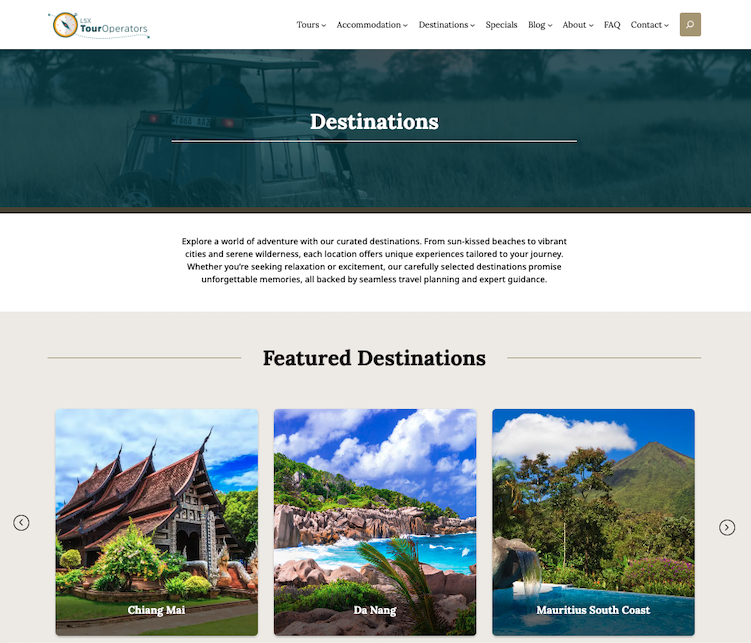 LSX
TourOperators
Tours
Accommodation
Destinations
Specials
Blog
About
FAQ
Contact
Destinations
Explore a world of adventure with our curated destinations. From sun-kissed beaches to vibrant
cities and serene wilderness, each location offers unique experiences tailored to your journey.
Whether you're seeking relaxation or excitement, our carefully selected destinations promise
unforgettable memories, all backed by seamless travel planning and expert guidance.
Featured Destinations
Chiang Mai
Da Nang
Mauritius South Coast